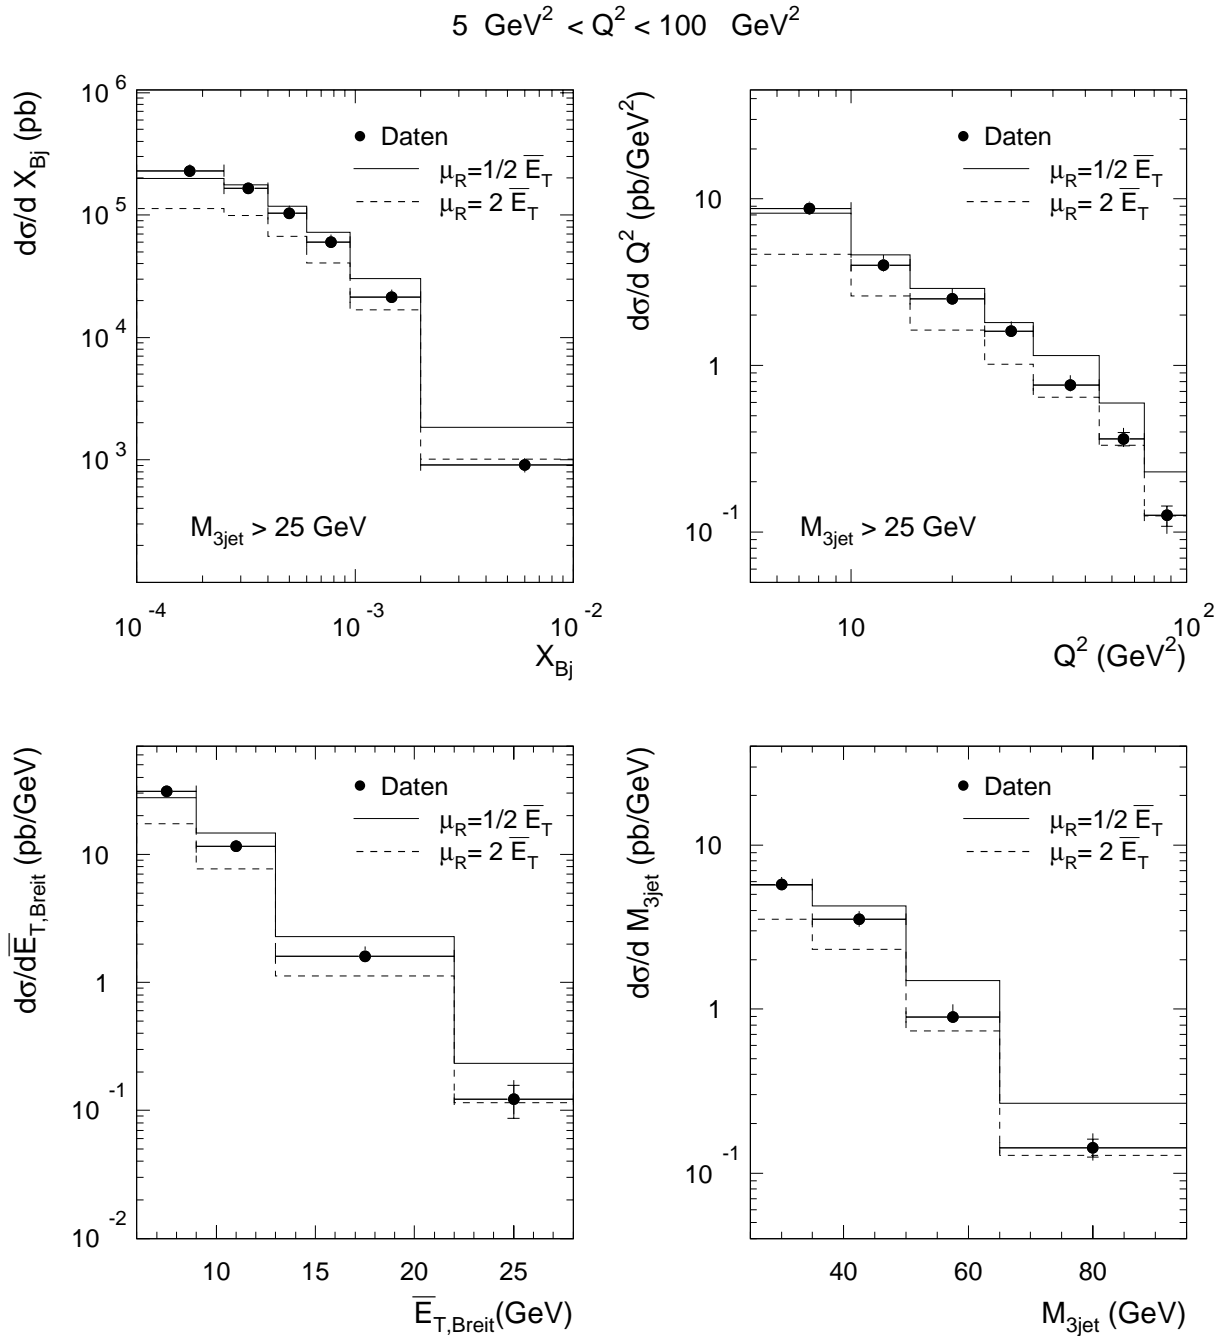 5 GeV² < Q² < 100 GeV²
dσ/d X_Bj (pb)
10^6
10^5
10^4
10^3
Daten
μ_R=1/2 E̅_T
μ_R= 2 E̅_T
M_3jet > 25 GeV
10^-4
10^-3
10^-2
X_Bj
dσ/d Q² (pb/GeV²)
10
1
10^-1
Daten
μ_R=1/2 E̅_T
μ_R= 2 E̅_T
M_3jet > 25 GeV
10
10^2
Q² (GeV²)
dσ/dE̅_T,Breit (pb/GeV)
10
1
10^-1
10^-2
Daten
μ_R=1/2 E̅_T
μ_R= 2 E̅_T
10
15
20
25
E̅_T,Breit(GeV)
dσ/d M_3jet (pb/GeV)
10
1
10^-1
Daten
μ_R=1/2 E̅_T
μ_R= 2 E̅_T
40
60
80
M_3jet (GeV)